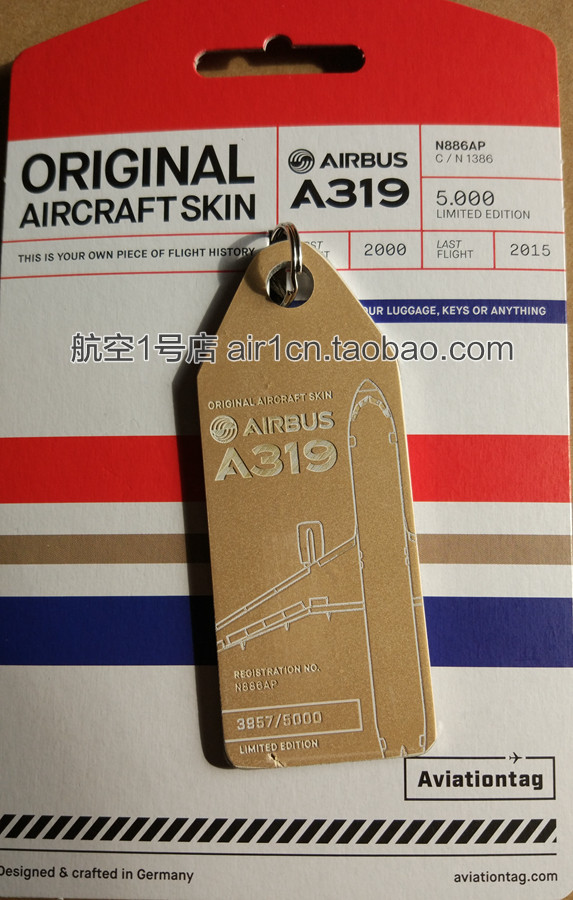 ORIGINAL
AIRCRAFT SKIN
AIRBUS
A319
N886AP
C / N 1386
5.000
LIMITED EDITION
THIS IS YOUR OWN PIECE OF FLIGHT HISTORY
2000
LAST
FLIGHT
2015
OUR LUGGAGE, KEYS OR ANYTHING
航空1号店 air1cn.taobao.com
ORIGINAL AIRCRAFT SKIN
AIRBUS
A319
REGISTRATION NO.
N886AP
3957/5000
LIMITED EDITION
Aviationtag
Designed & crafted in Germany
aviationtag.com